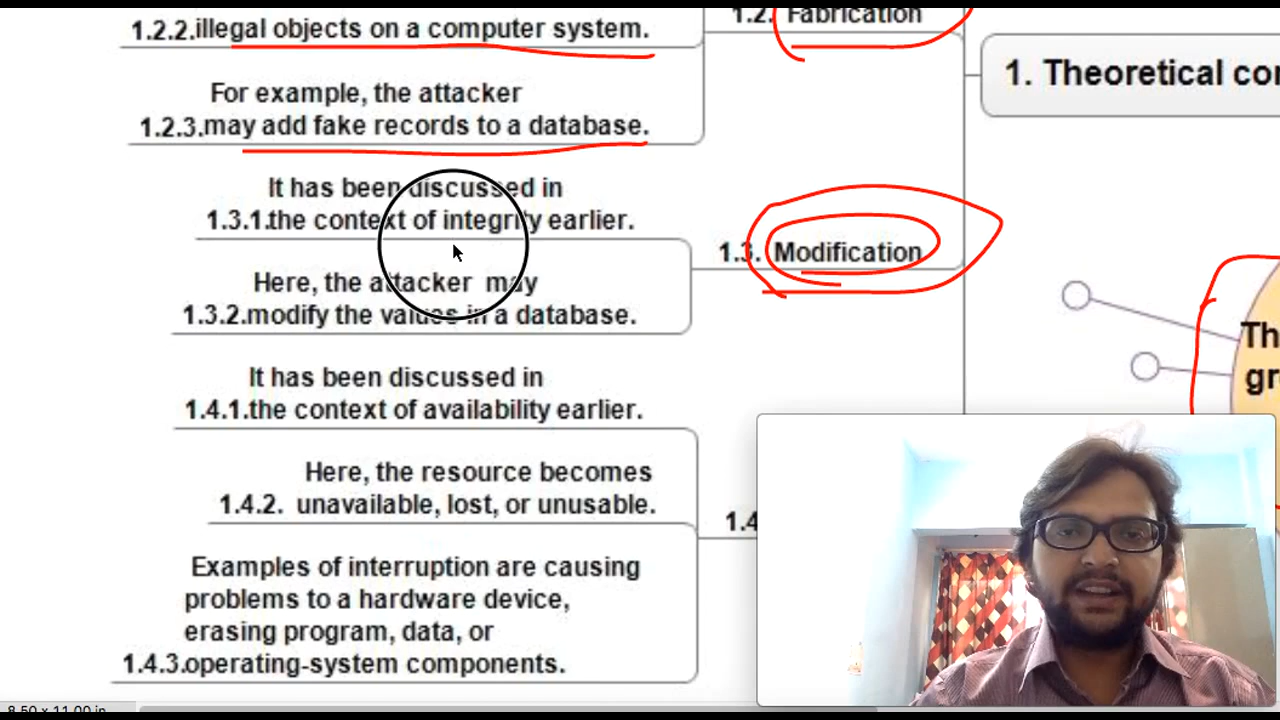 1.2. Fabrication
1.2.2.illegal objects on a computer system.
For example, the attacker
1.2.3.may add fake records to a database.
1. Theoretical
It has been discussed in
1.3.1.the context of integrity earlier.
1.3. Modification
Here, the attacker may
1.3.2.modify the values in a database.
It has been discussed in
1.4.1.the context of availability earlier.
Here, the resource becomes
1.4.2. unavailable, lost, or unusable.
1.4
Examples of interruption are causing
problems to a hardware device,
erasing program, data, or
1.4.3.operating-system components.
8.50 x 11.00 in